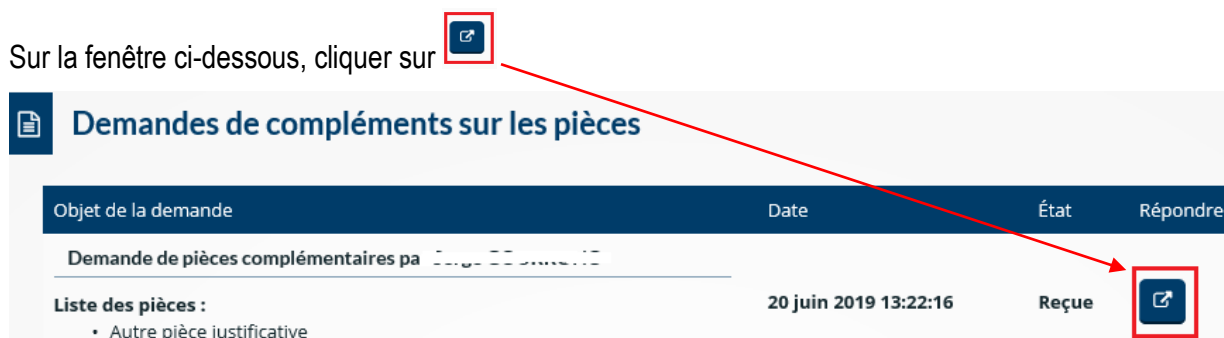 Sur la fenêtre ci-dessous, cliquer sur
Demandes de compléments sur les pièces
Objet de la demande Date État Répondre
Demande de pièces complémentaires pa
Liste des pièces : 20 juin 2019 13:22:16 Reçue
• Autre pièce justificative